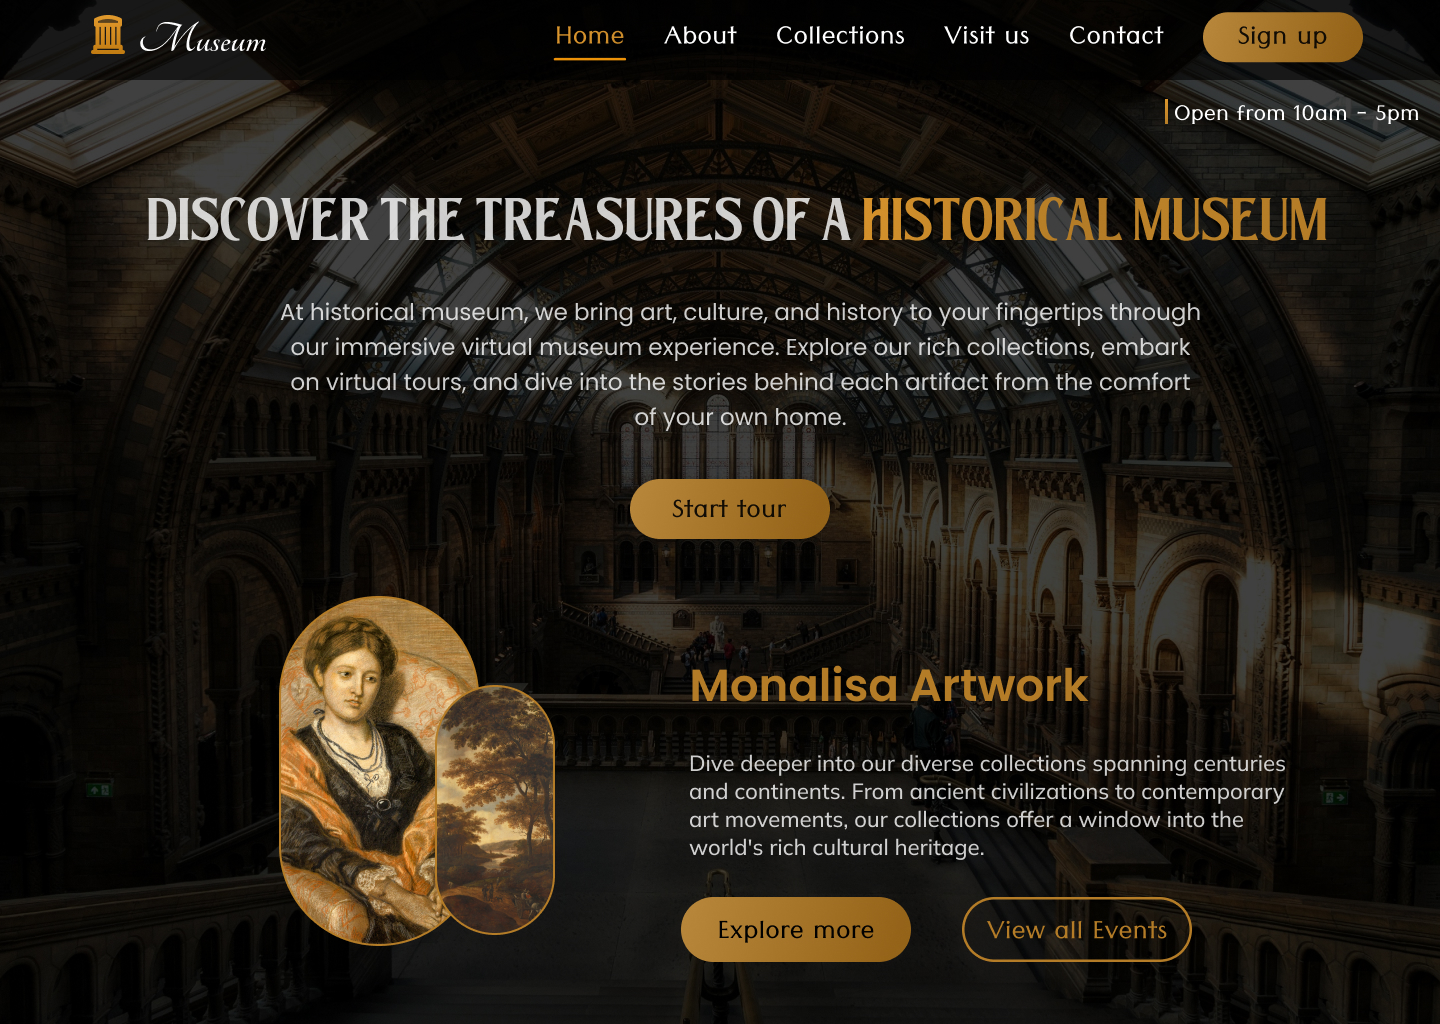 Museum
Home About Collections Visit us Contact Sign up
Open from 10am - 5pm
DISCOVER THE TREASURES OF A HISTORICAL MUSEUM
At historical museum, we bring art, culture, and history to your fingertips through
our immersive virtual museum experience. Explore our rich collections, embark
on virtual tours, and dive into the stories behind each artifact from the comfort
of your own home.
Start tour
Monalisa Artwork
Dive deeper into our diverse collections spanning centuries
and continents. From ancient civilizations to contemporary
art movements, our collections offer a window into the
world's rich cultural heritage.
Explore more View all Events